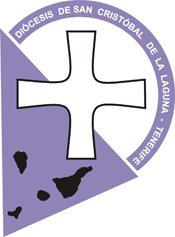 DIÓCESIS DE SAN CRISTÓBAL DE LA LAGUNA - TENERIFE